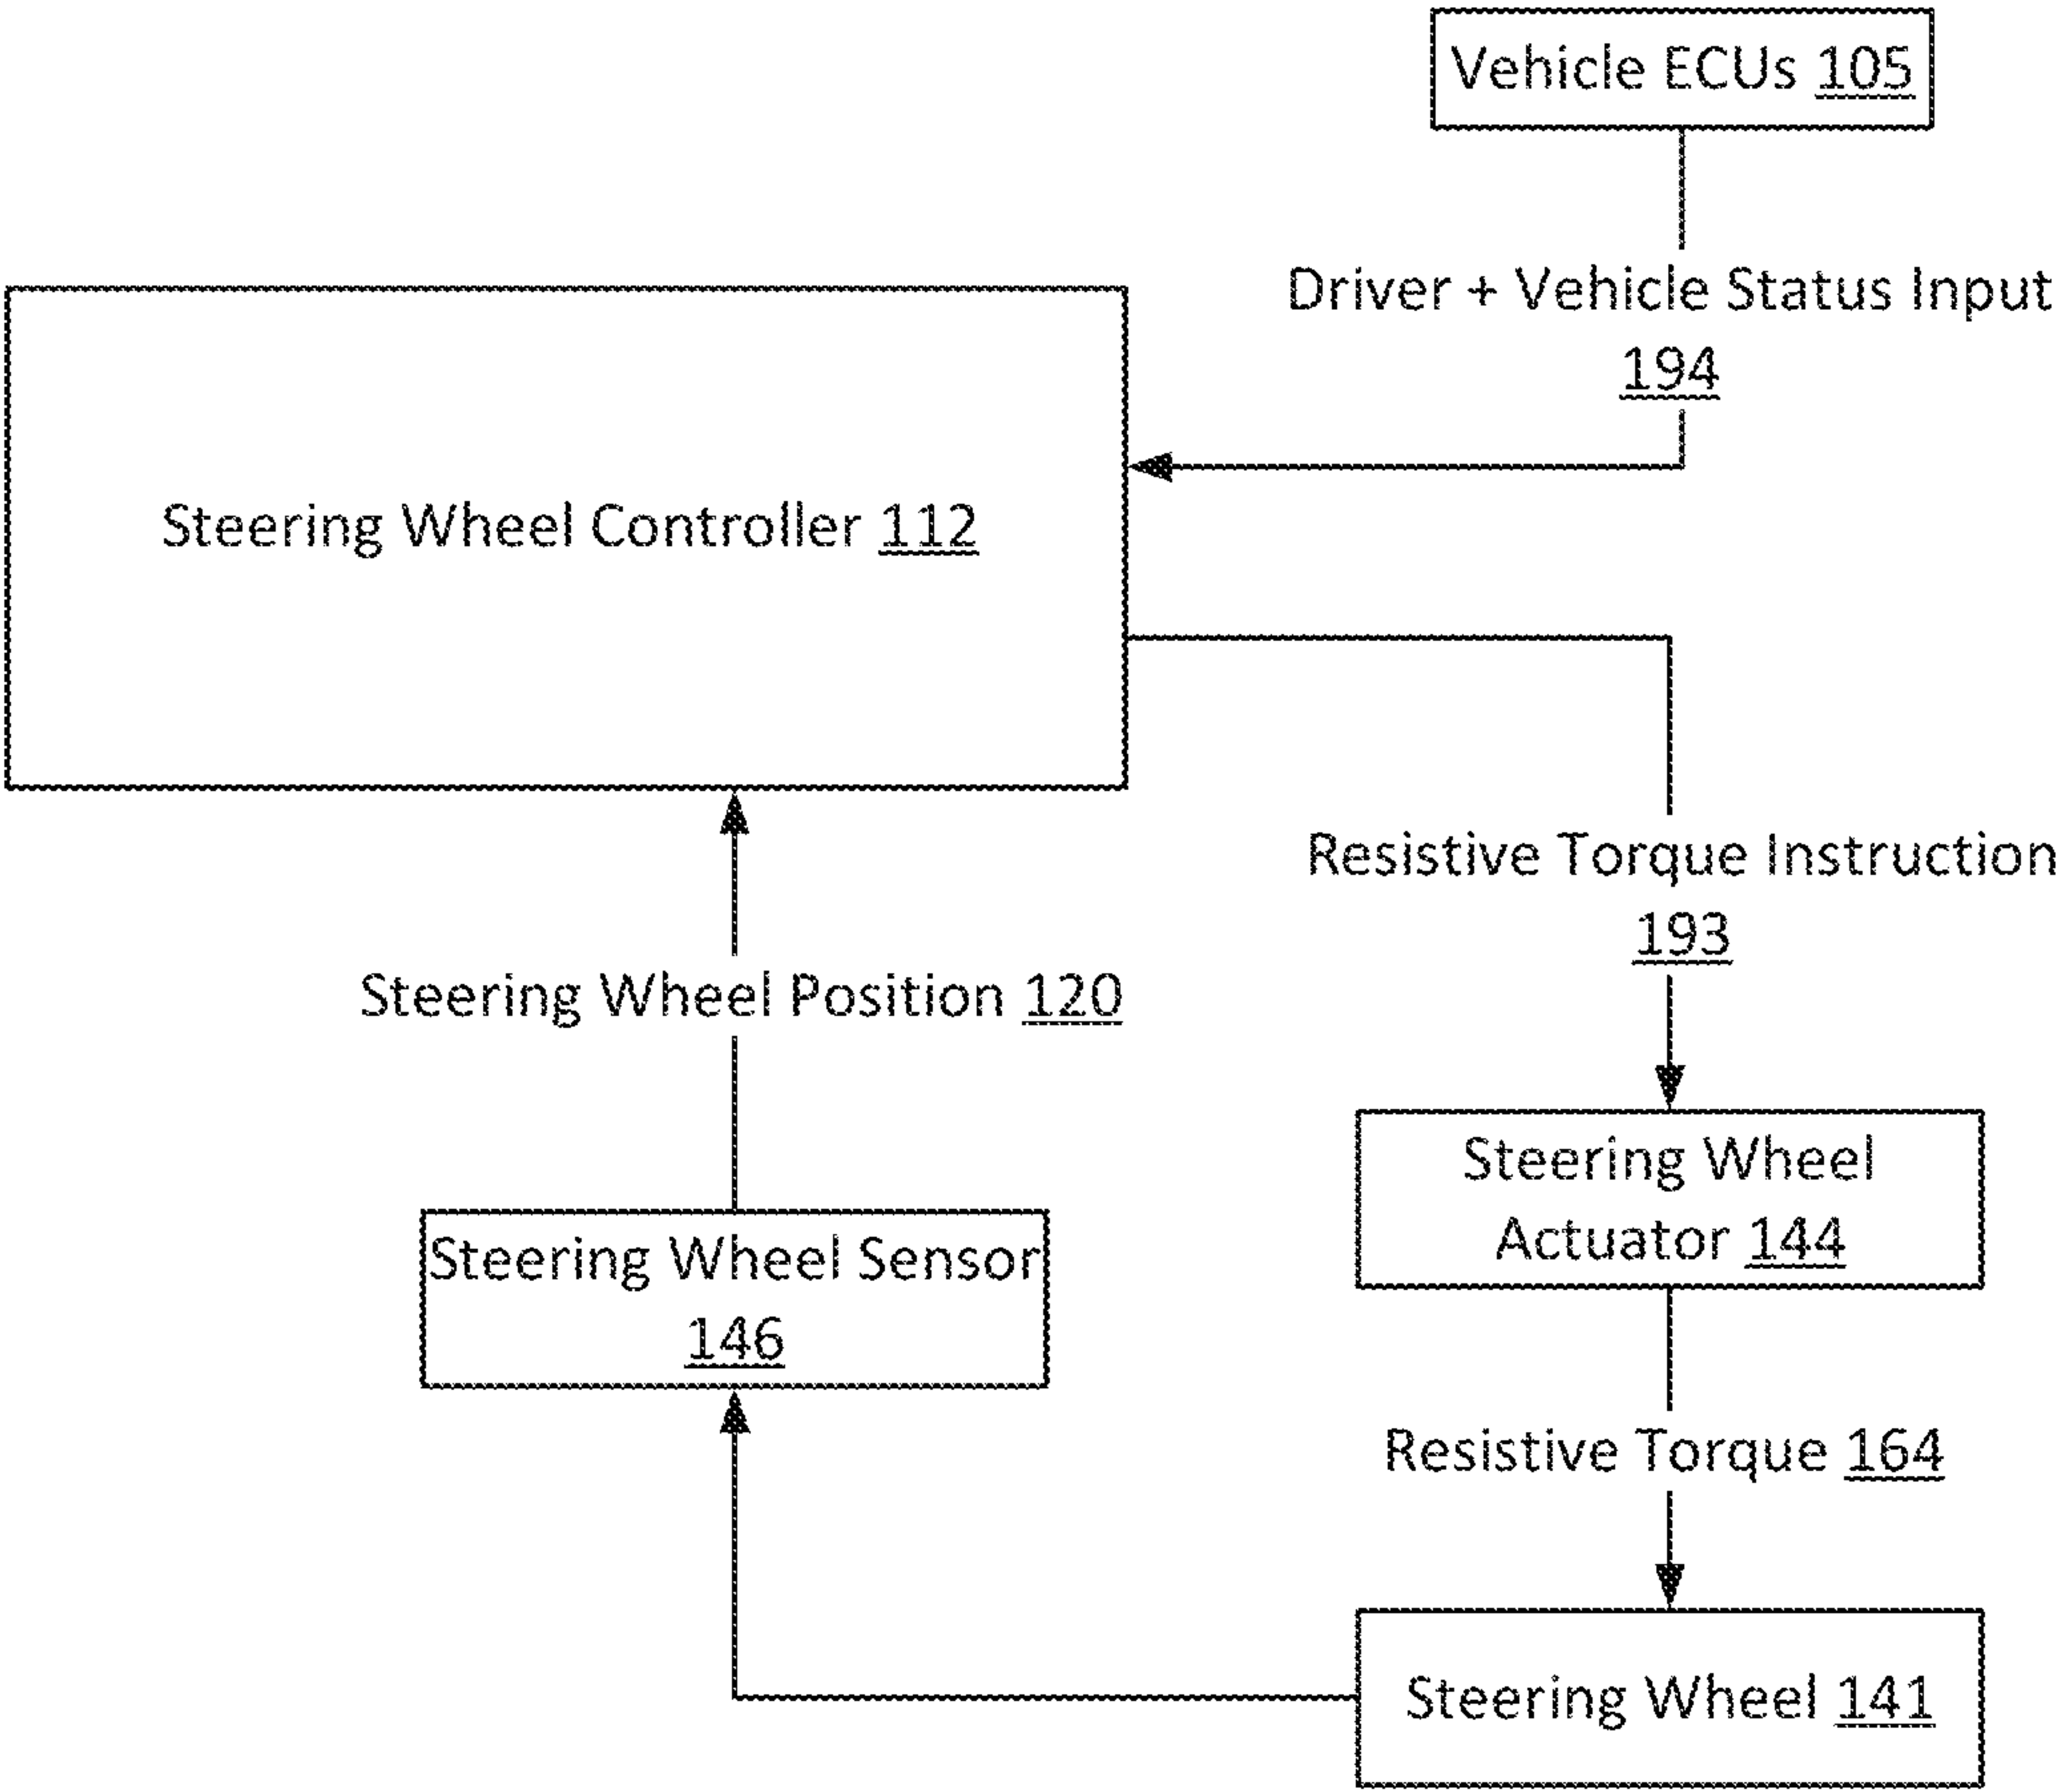 Vehicle ECUs 105
Driver + Vehicle Status Input
194
Steering Wheel Controller 112
Resistive Torque Instruction
193
Steering Wheel Position 120
Steering Wheel
Actuator 144
Steering Wheel Sensor
146
Resistive Torque 164
Steering Wheel 141